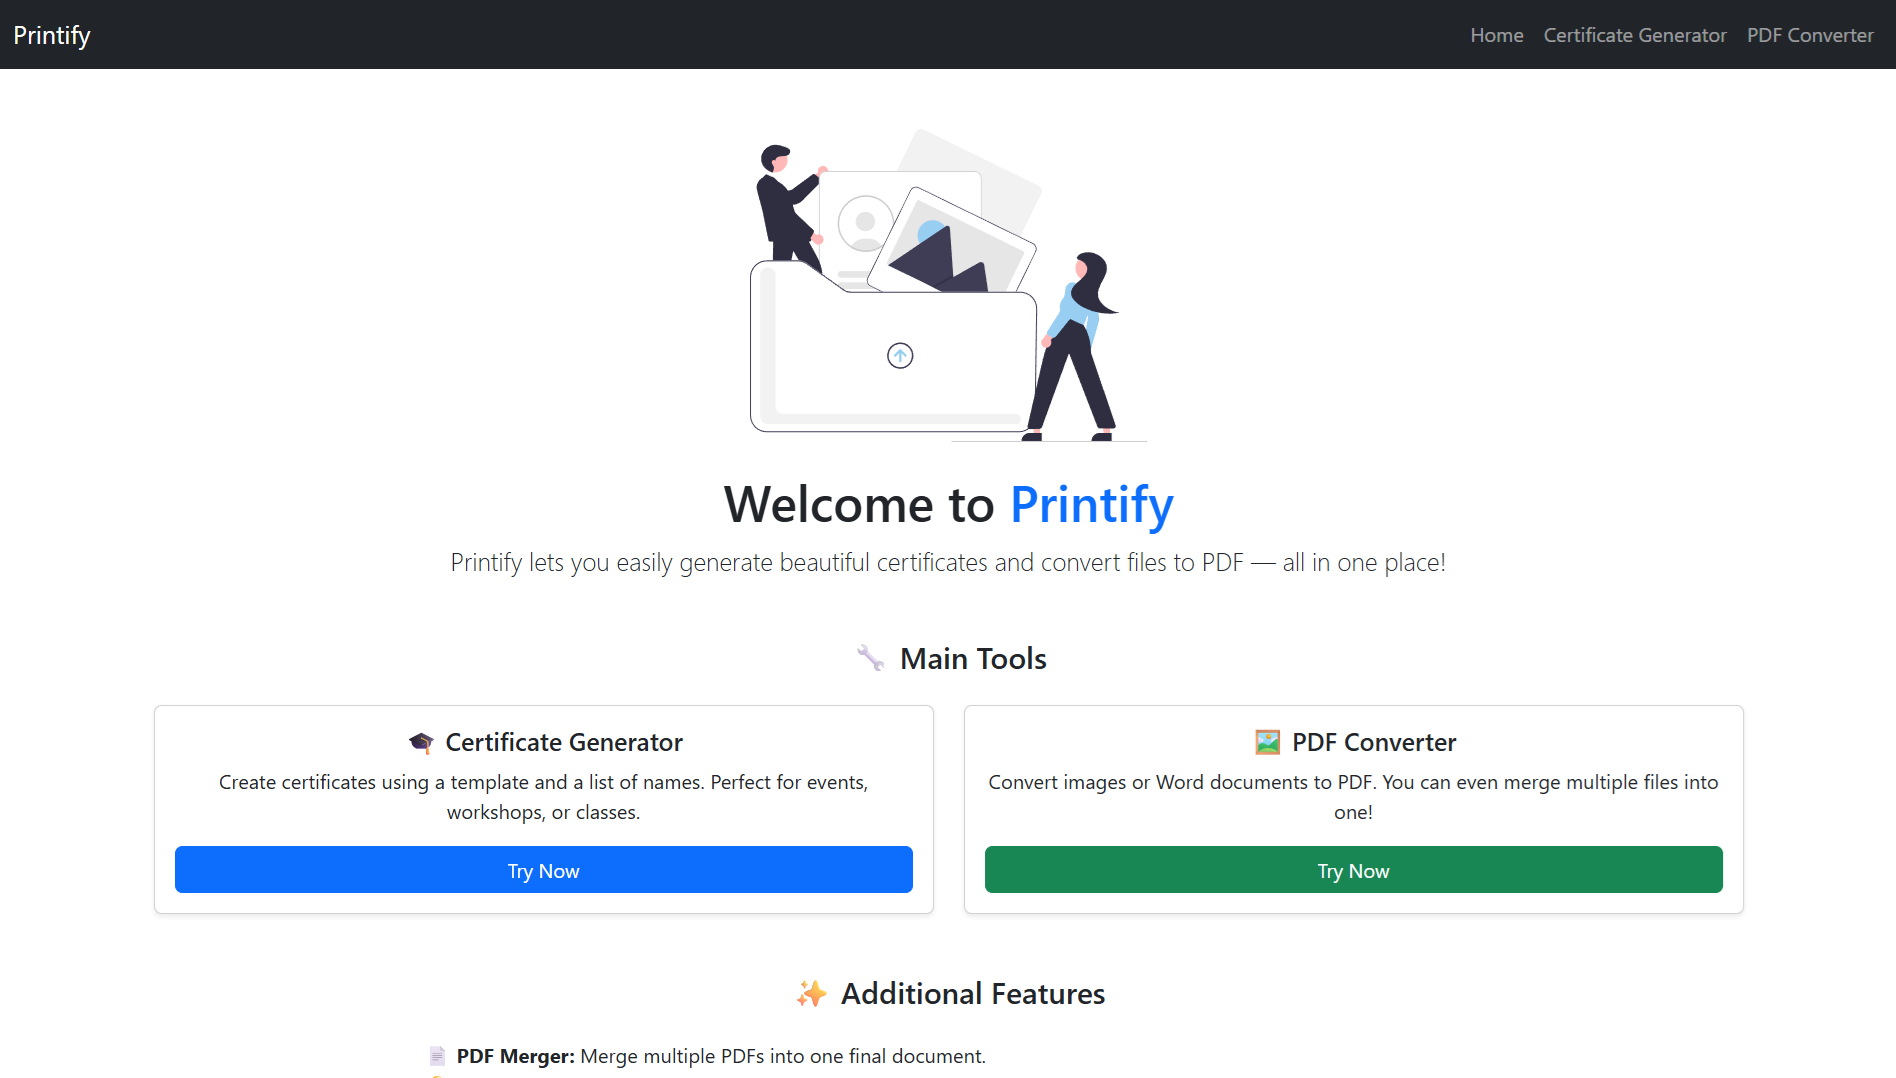 Printify
Home Certificate Generator PDF Converter
Welcome to Printify
Printify lets you easily generate beautiful certificates and convert files to PDF — all in one place!
🔧 Main Tools
🎓 Certificate Generator
Create certificates using a template and a list of names. Perfect for events,
workshops, or classes.
Try Now
🖼️ PDF Converter
Convert images or Word documents to PDF. You can even merge multiple files into
one!
Try Now
✨ Additional Features
📄 PDF Merger: Merge multiple PDFs into one final document.